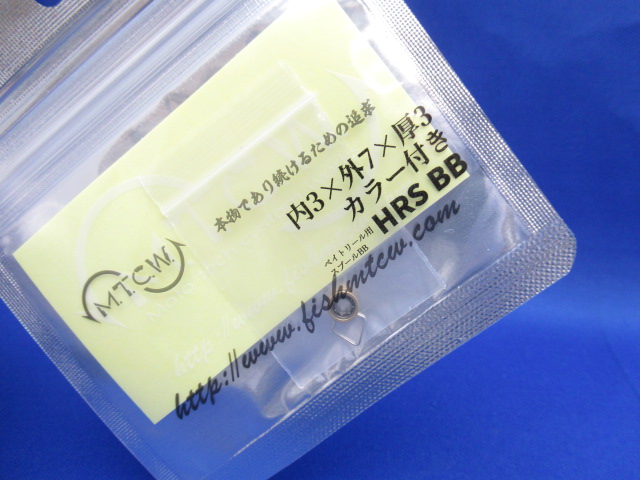 本物であり続けるための追求
内3×外7×厚3
カラー付き
ベイトリール用
スプールBB
HRS BB
M.T.C.W.
http://www.fishmtcw.com